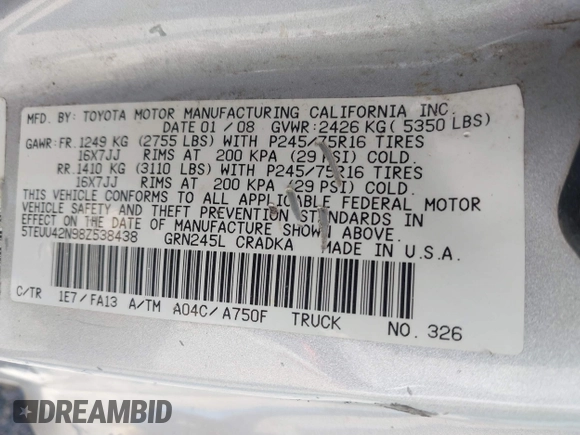 MFD. BY: TOYOTA MOTOR MANUFACTURING CALIFORNIA INC.
DATE 01 / 08 GVWR: 2426 KG ( 5350 LBS)
GAWR: FR. 1249 KG (2755 LBS) WITH P245/75R16 TIRES
16X7JJ RIMS AT 200 KPA (29 PSI) COLD.
RR. 1410 KG (3110 LBS) WITH P245/75R16 TIRES
16X7JJ RIMS AT 200 KPA (29 PSI) COLD.
THIS VEHICLE CONFORMS TO ALL APPLICABLE FEDERAL MOTOR
VEHICLE SAFETY AND THEFT PREVENTION STANDARDS IN
EFFECT ON THE DATE OF MANUFACTURE SHOWN ABOVE.
5TEUU42N98Z538438 GRN245L CRADKA MADE IN U.S.A.
C/TR 1E7 / FA13 A/TM A04C / A750F TRUCK NO. 326
DREAMBID